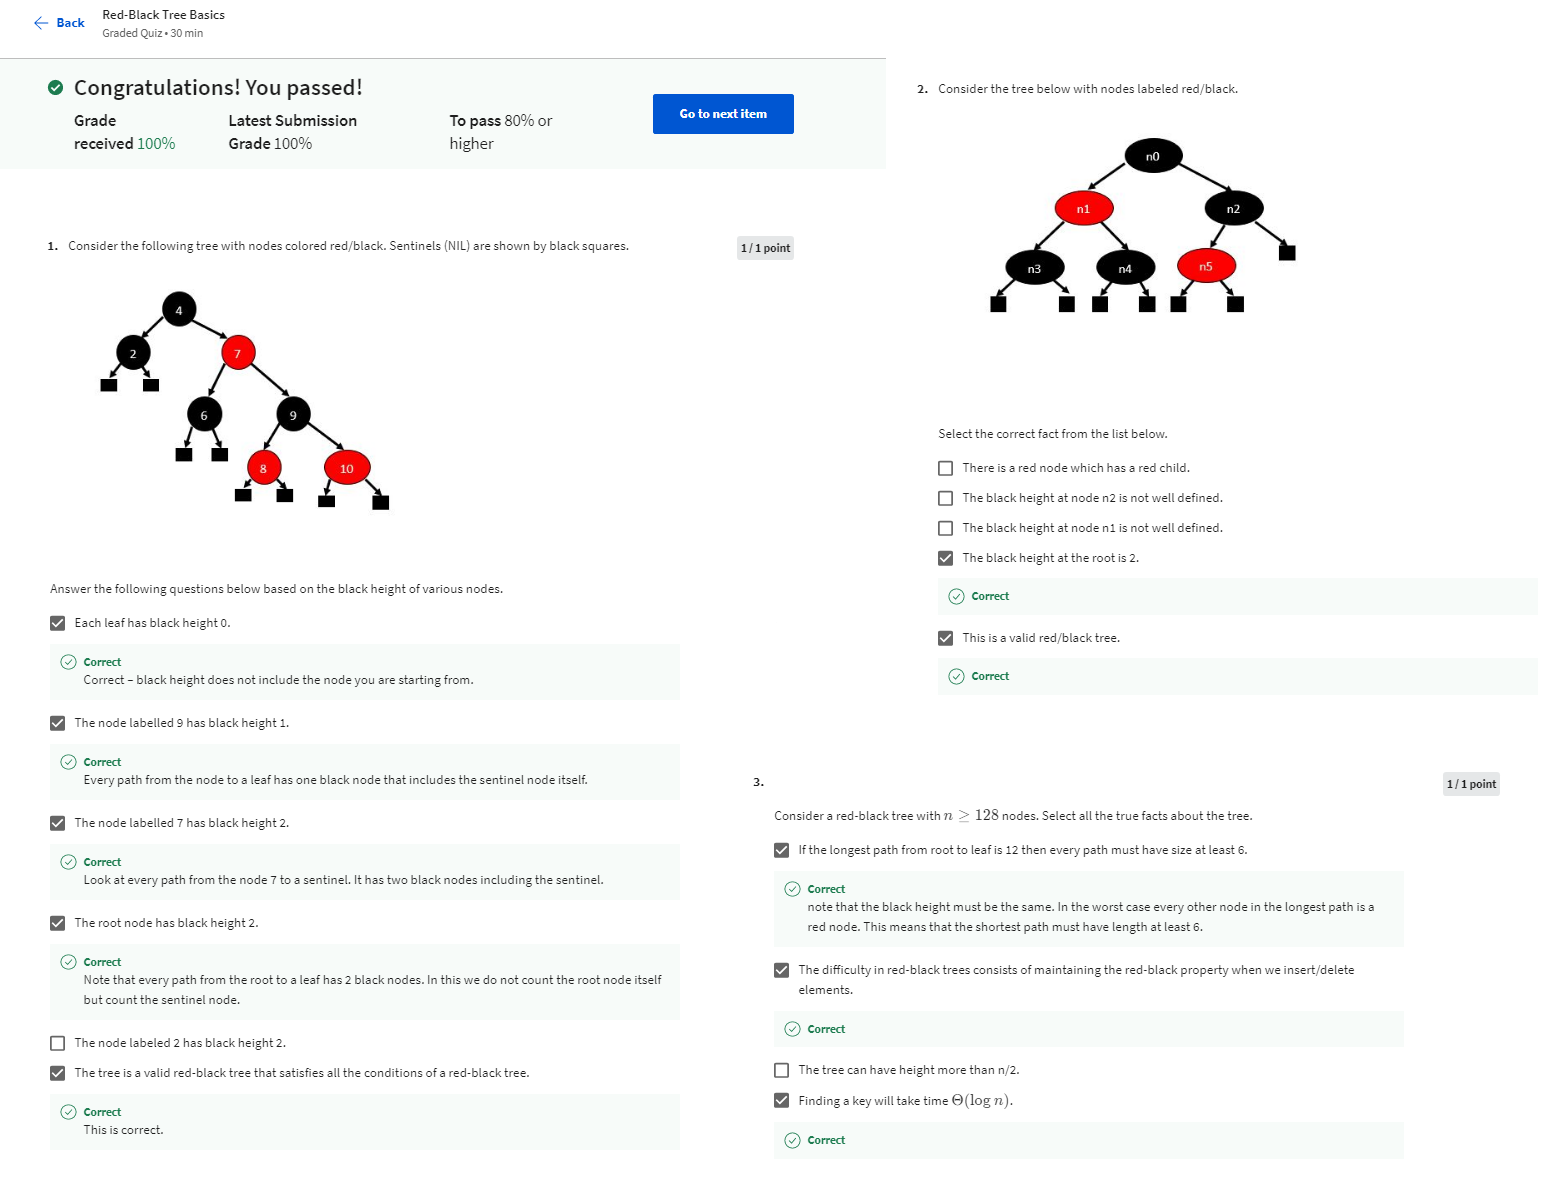 Back
Red-Black Tree Basics
Graded Quiz • 30 min
Congratulations! You passed!
Grade
received 100%
Latest Submission
Grade 100%
To pass 80% or
higher
Go to next item
1. Consider the following tree with nodes colored red/black. Sentinels (NIL) are shown by black squares.
1 / 1 point
4
2
7
6
9
8
10
Answer the following questions below based on the black height of various nodes.
Each leaf has black height 0.
Correct
Correct – black height does not include the node you are starting from.
The node labelled 9 has black height 1.
Correct
Every path from the node to a leaf has one black node that includes the sentinel node itself.
The node labelled 7 has black height 2.
Correct
Look at every path from the node 7 to a sentinel. It has two black nodes including the sentinel.
The root node has black height 2.
Correct
Note that every path from the root to a leaf has 2 black nodes. In this we do not count the root node itself
but count the sentinel node.
The node labeled 2 has black height 2.
The tree is a valid red-black tree that satisfies all the conditions of a red-black tree.
Correct
This is correct.
2. Consider the tree below with nodes labeled red/black.
n0
n1
n2
n3
n4
n5
Select the correct fact from the list below.
There is a red node which has a red child.
The black height at node n2 is not well defined.
The black height at node n1 is not well defined.
The black height at the root is 2.
Correct
This is a valid red/black tree.
Correct
3.
1 / 1 point
Consider a red-black tree with n ≥ 128 nodes. Select all the true facts about the tree.
If the longest path from root to leaf is 12 then every path must have size at least 6.
Correct
note that the black height must be the same. In the worst case every other node in the longest path is a
red node. This means that the shortest path must have length at least 6.
The difficulty in red-black trees consists of maintaining the red-black property when we insert/delete
elements.
Correct
The tree can have height more than n/2.
Finding a key will take time Θ(log n).
Correct